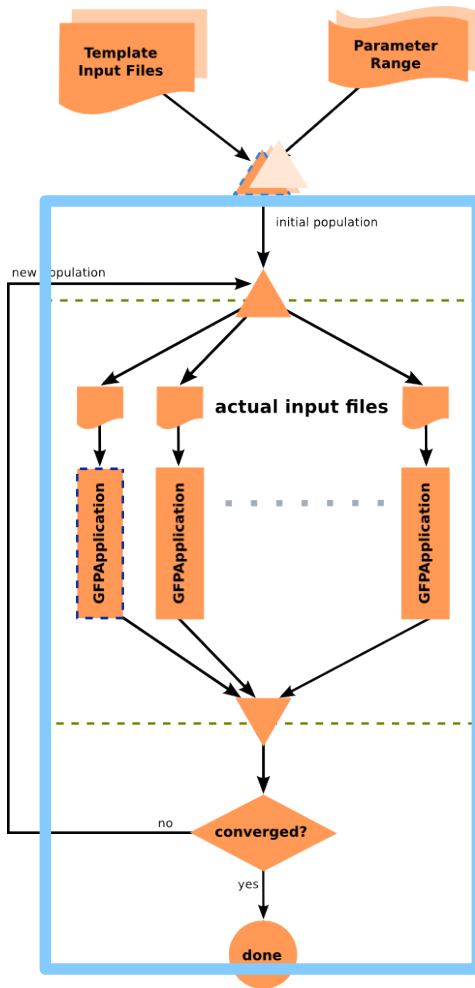 Template
Input Files
Parameter
Range
initial population
new population
actual input files
GFPApplication
GFPApplication
GFPApplication
no
converged?
yes
done